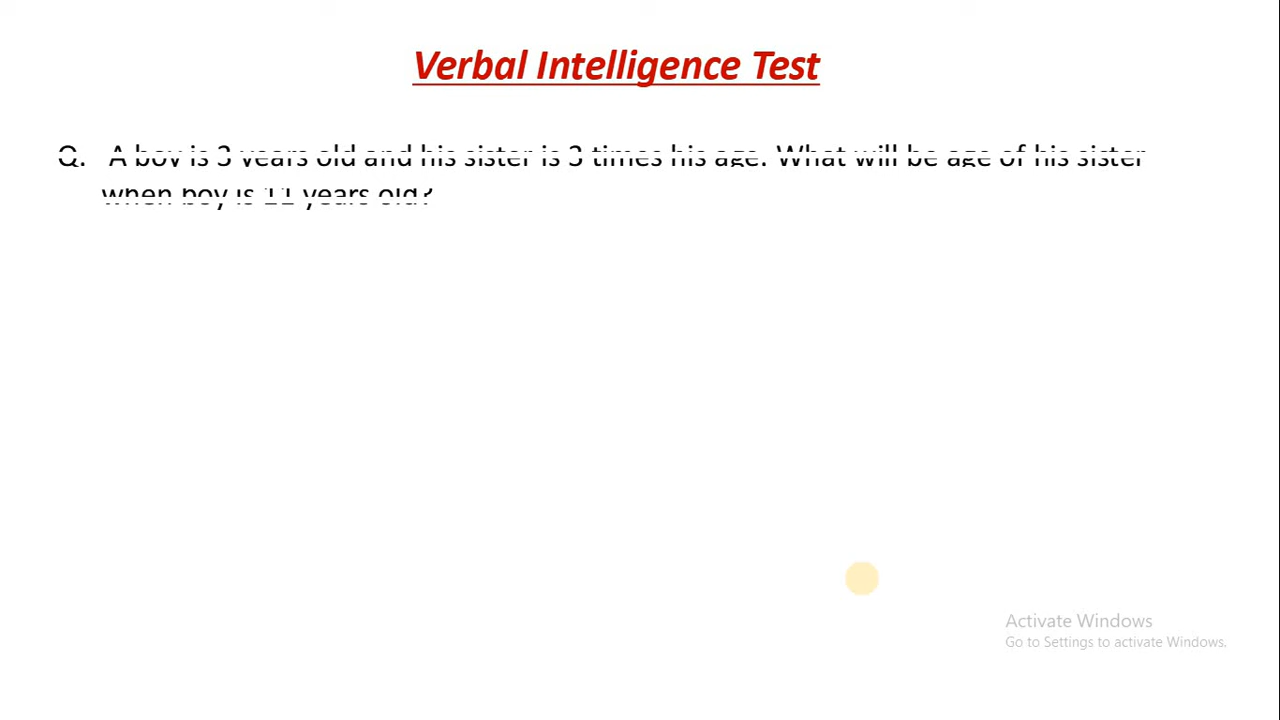 Verbal Intelligence Test
Q. A boy is 3 years old and his sister is 3 times his age. What will be age of his sister
when boy is 11 years old?
Activate Windows
Go to Settings to activate Windows.